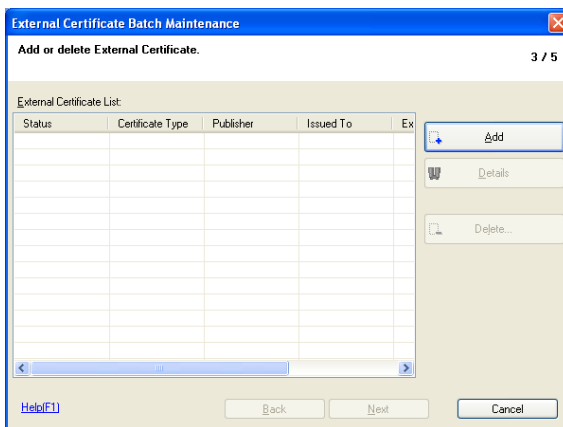 External Certificate Batch Maintenance
Add or delete External Certificate.
3 / 5
External Certificate List:
Status Certificate Type Publisher Issued To Ex
Add
Details
Delete...
Help(F1)
Back Next Cancel